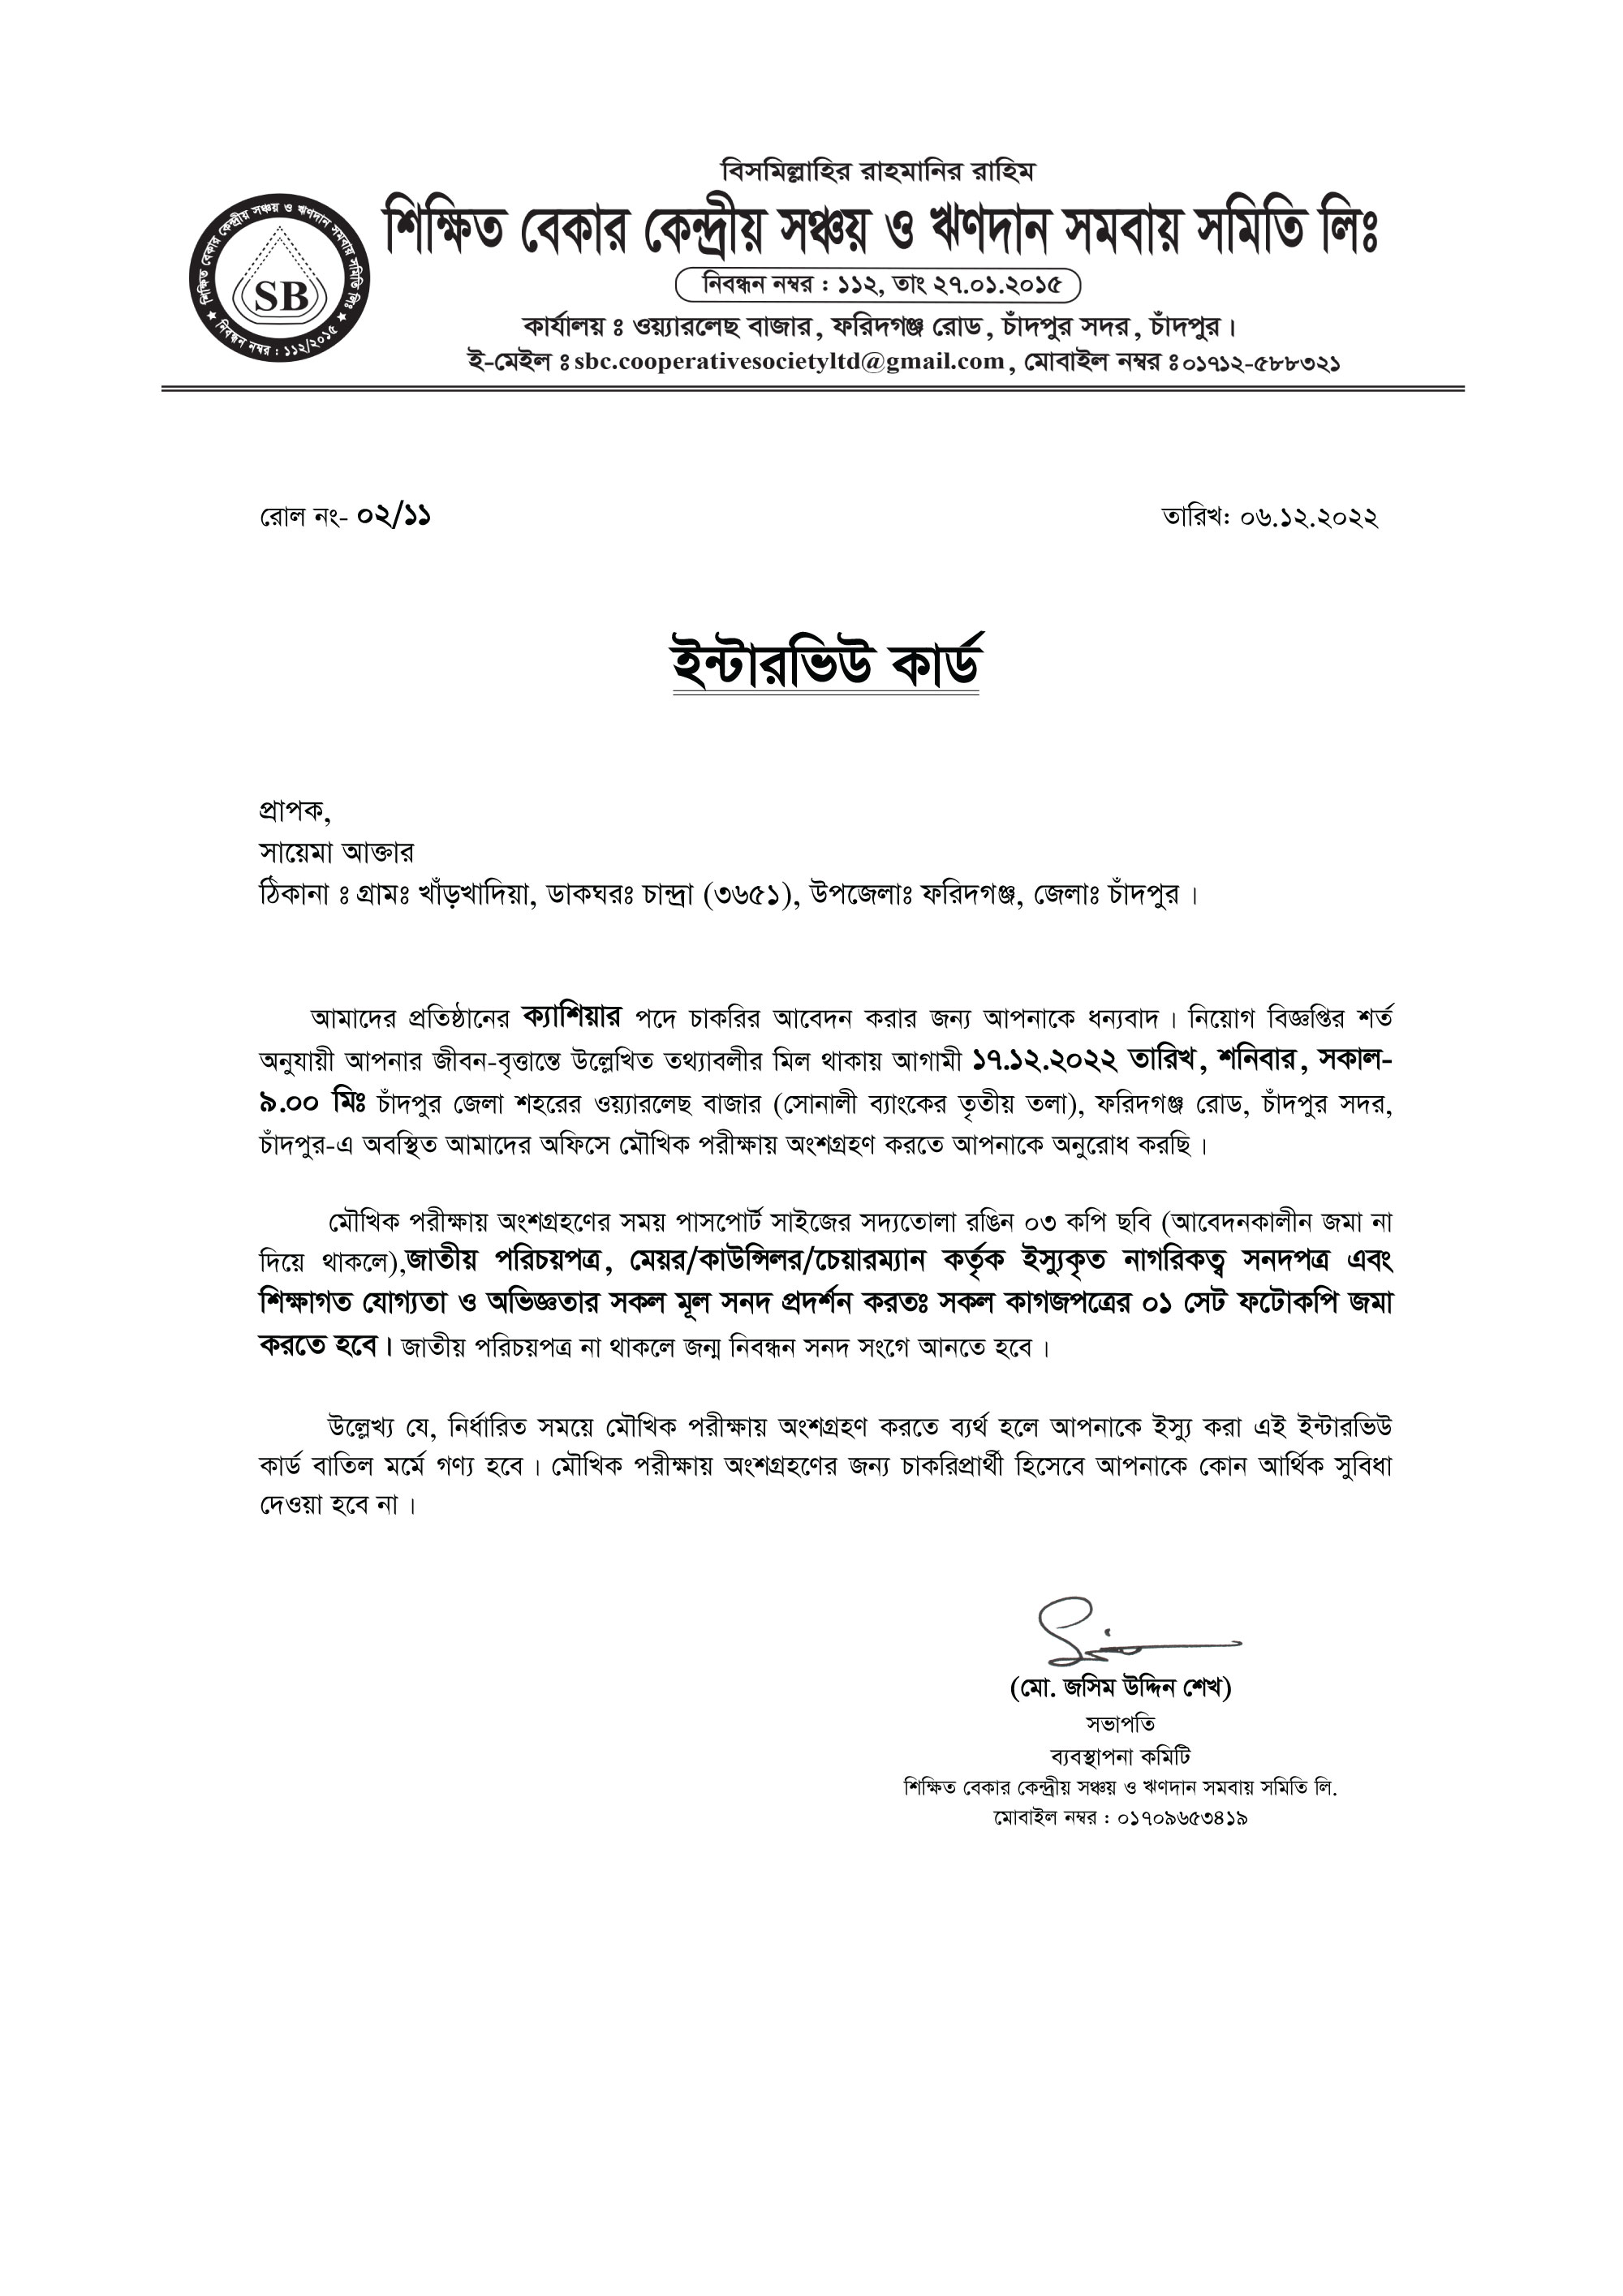 বিসমিল্লাহির রাহমানির রাহিম
শিক্ষিত বেকার কেন্দ্রীয় সঞ্চয় ও ঋণদান সমবায় সমিতি লিঃ
শিক্ষিত বেকার কেন্দ্রীয় সঞ্চয় ও ঋণদান সমবায় সমিতি লিঃ
SB
★ নিবন্ধন নম্বর : ১১২/২০১৫ ★
নিবন্ধন নম্বর : ১১২, তাং ২৭.০১.২০১৫
কার্যালয় ঃ ওয়্যারলেছ বাজার, ফরিদগঞ্জ রোড, চাঁদপুর সদর, চাঁদপুর।
ই-মেইল ঃ sbc.cooperativesocietyltd@gmail.com, মোবাইল নম্বর ঃ ০১৭১২-৫৮৮৩২১
রোল নং- ০২/১১ তারিখ: ০৬.১২.২০২২
ইন্টারভিউ কার্ড
প্রাপক,
সায়েমা আক্তার
ঠিকানা ঃ গ্রামঃ খাঁড়খাদিয়া, ডাকঘরঃ চান্দ্রা (৩৬৫১), উপজেলাঃ ফরিদগঞ্জ, জেলাঃ চাঁদপুর।
আমাদের প্রতিষ্ঠানের ক্যাশিয়ার পদে চাকরির আবেদন করার জন্য আপনাকে ধন্যবাদ। নিয়োগ বিজ্ঞপ্তির শর্ত
অনুযায়ী আপনার জীবন-বৃত্তান্তে উল্লেখিত তথ্যাবলীর মিল থাকায় আগামী ১৭.১২.২০২২ তারিখ, শনিবার, সকাল-
৯.০০ মিঃ চাঁদপুর জেলা শহরের ওয়্যারলেছ বাজার (সোনালী ব্যাংকের তৃতীয় তলা), ফরিদগঞ্জ রোড, চাঁদপুর সদর,
চাঁদপুর-এ অবস্থিত আমাদের অফিসে মৌখিক পরীক্ষায় অংশগ্রহণ করতে আপনাকে অনুরোধ করছি।
মৌখিক পরীক্ষায় অংশগ্রহণের সময় পাসপোর্ট সাইজের সদ্যতোলা রঙিন ০৩ কপি ছবি (আবেদনকালীন জমা না
দিয়ে থাকলে),জাতীয় পরিচয়পত্র, মেয়র/কাউন্সিলর/চেয়ারম্যান কর্তৃক ইস্যুকৃত নাগরিকত্ব সনদপত্র এবং
শিক্ষাগত যোগ্যতা ও অভিজ্ঞতার সকল মূল সনদ প্রদর্শন করতঃ সকল কাগজপত্রের ০১ সেট ফটোকপি জমা
করতে হবে। জাতীয় পরিচয়পত্র না থাকলে জন্ম নিবন্ধন সনদ সংগে আনতে হবে।
উল্লেখ্য যে, নির্ধারিত সময়ে মৌখিক পরীক্ষায় অংশগ্রহণ করতে ব্যর্থ হলে আপনাকে ইস্যু করা এই ইন্টারভিউ
কার্ড বাতিল মর্মে গণ্য হবে। মৌখিক পরীক্ষায় অংশগ্রহণের জন্য চাকরিপ্রার্থী হিসেবে আপনাকে কোন আর্থিক সুবিধা
দেওয়া হবে না।
(মো. জসিম উদ্দিন শেখ)
সভাপতি
ব্যবস্থাপনা কমিটি
শিক্ষিত বেকার কেন্দ্রীয় সঞ্চয় ও ঋণদান সমবায় সমিতি লি.
মোবাইল নম্বর : ০১৭০৯৬৫৩৪১৯